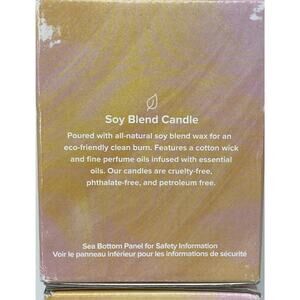 Soy Blend Candle
Poured with all-natural soy blend wax for an
eco-friendly clean burn. Features a cotton wick
and fine perfume oils infused with essential
oils. Our candles are cruelty-free,
phthalate-free, and petroleum free.
Sea Bottom Panel for Safety Information
Voir le panneau inférieur pour les informations de sécurité